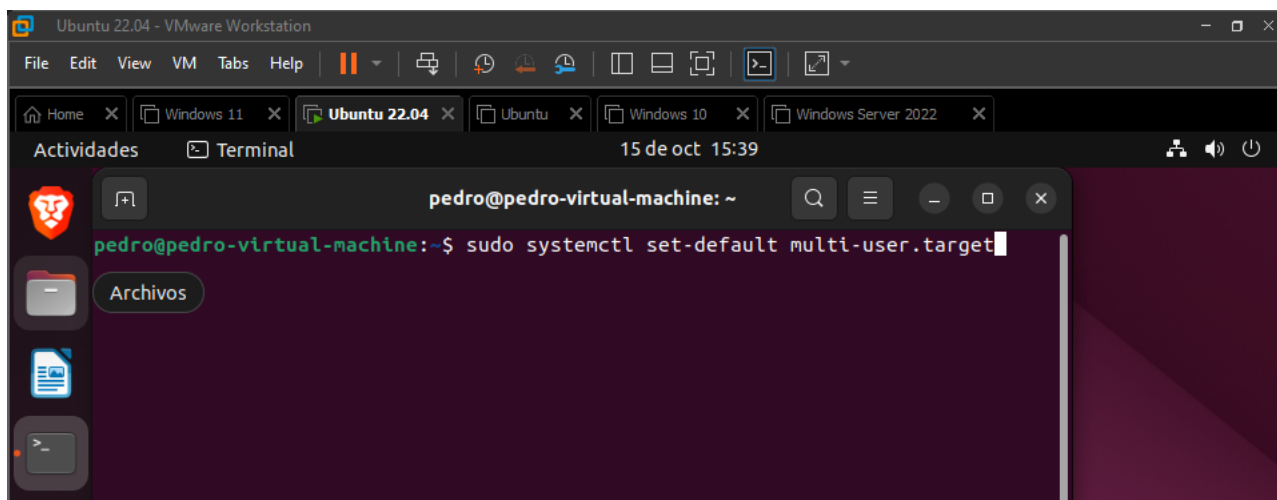 Ubuntu 22.04 - VMware Workstation
File Edit View VM Tabs Help
Home Windows 11 Ubuntu 22.04 Ubuntu Windows 10 Windows Server 2022
Actividades Terminal 15 de oct 15:39
pedro@pedro-virtual-machine: ~
pedro@pedro-virtual-machine:~$ sudo systemctl set-default multi-user.target
Archivos